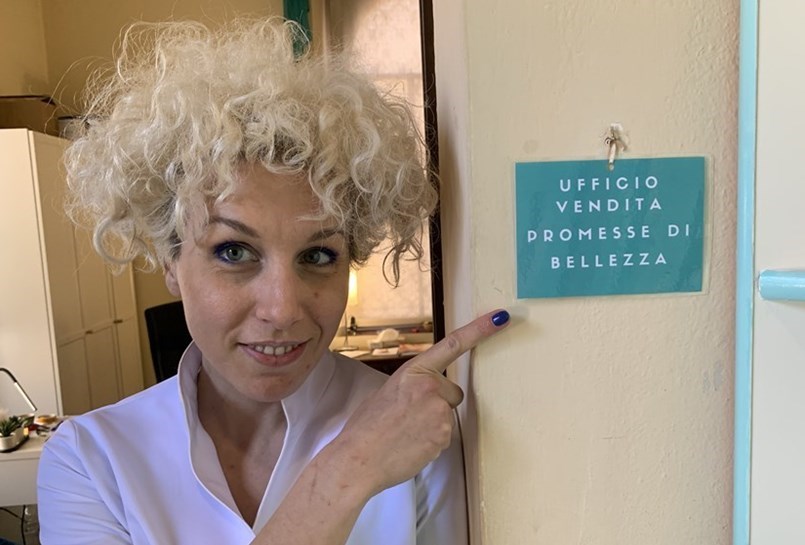 UFFICIO
VENDITA
PROMESSE DI
BELLEZZA